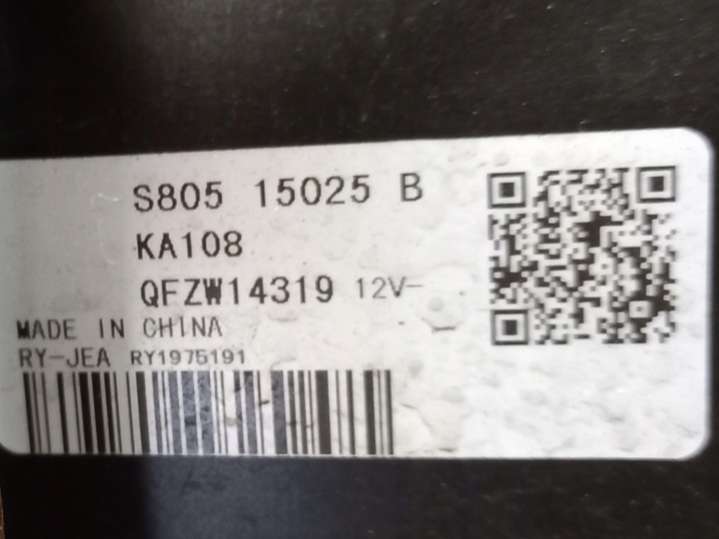 S805 15025 B
KA108
QFZW14319 12V-
MADE IN CHINA
RY-JEA RY1975191